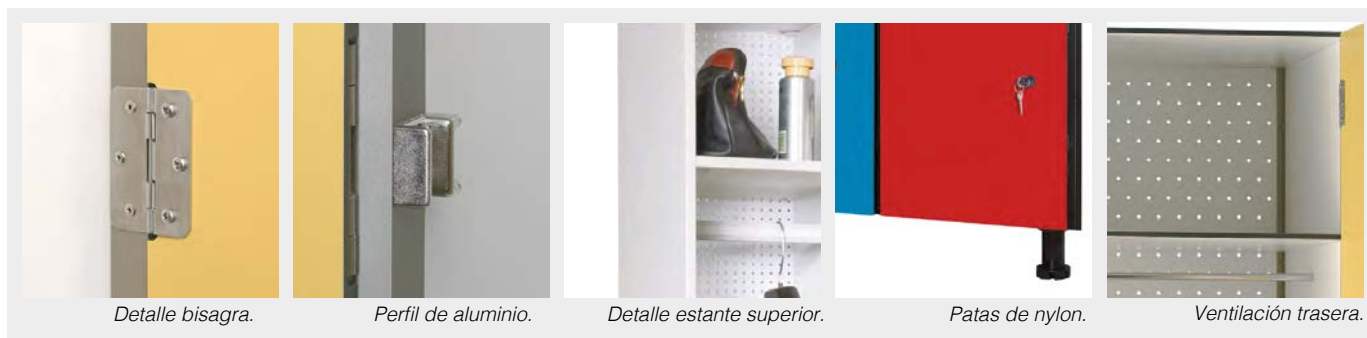 Detalle bisagra.
Perfil de aluminio.
Detalle estante superior.
Patas de nylon.
Ventilación trasera.